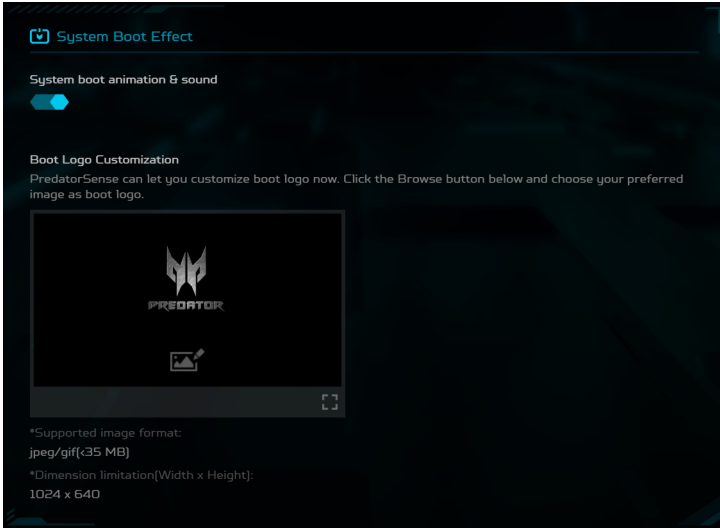 System Boot Effect
System boot animation & sound
Boot Logo Customization
PredatorSense can let you customize boot logo now. Click the Browse button below and choose your preferred
image as boot logo.
PREDATOR
*Supported image format:
jpeg/gif(<35 MB)
*Dimension limitation(Width x Height):
1024 x 640